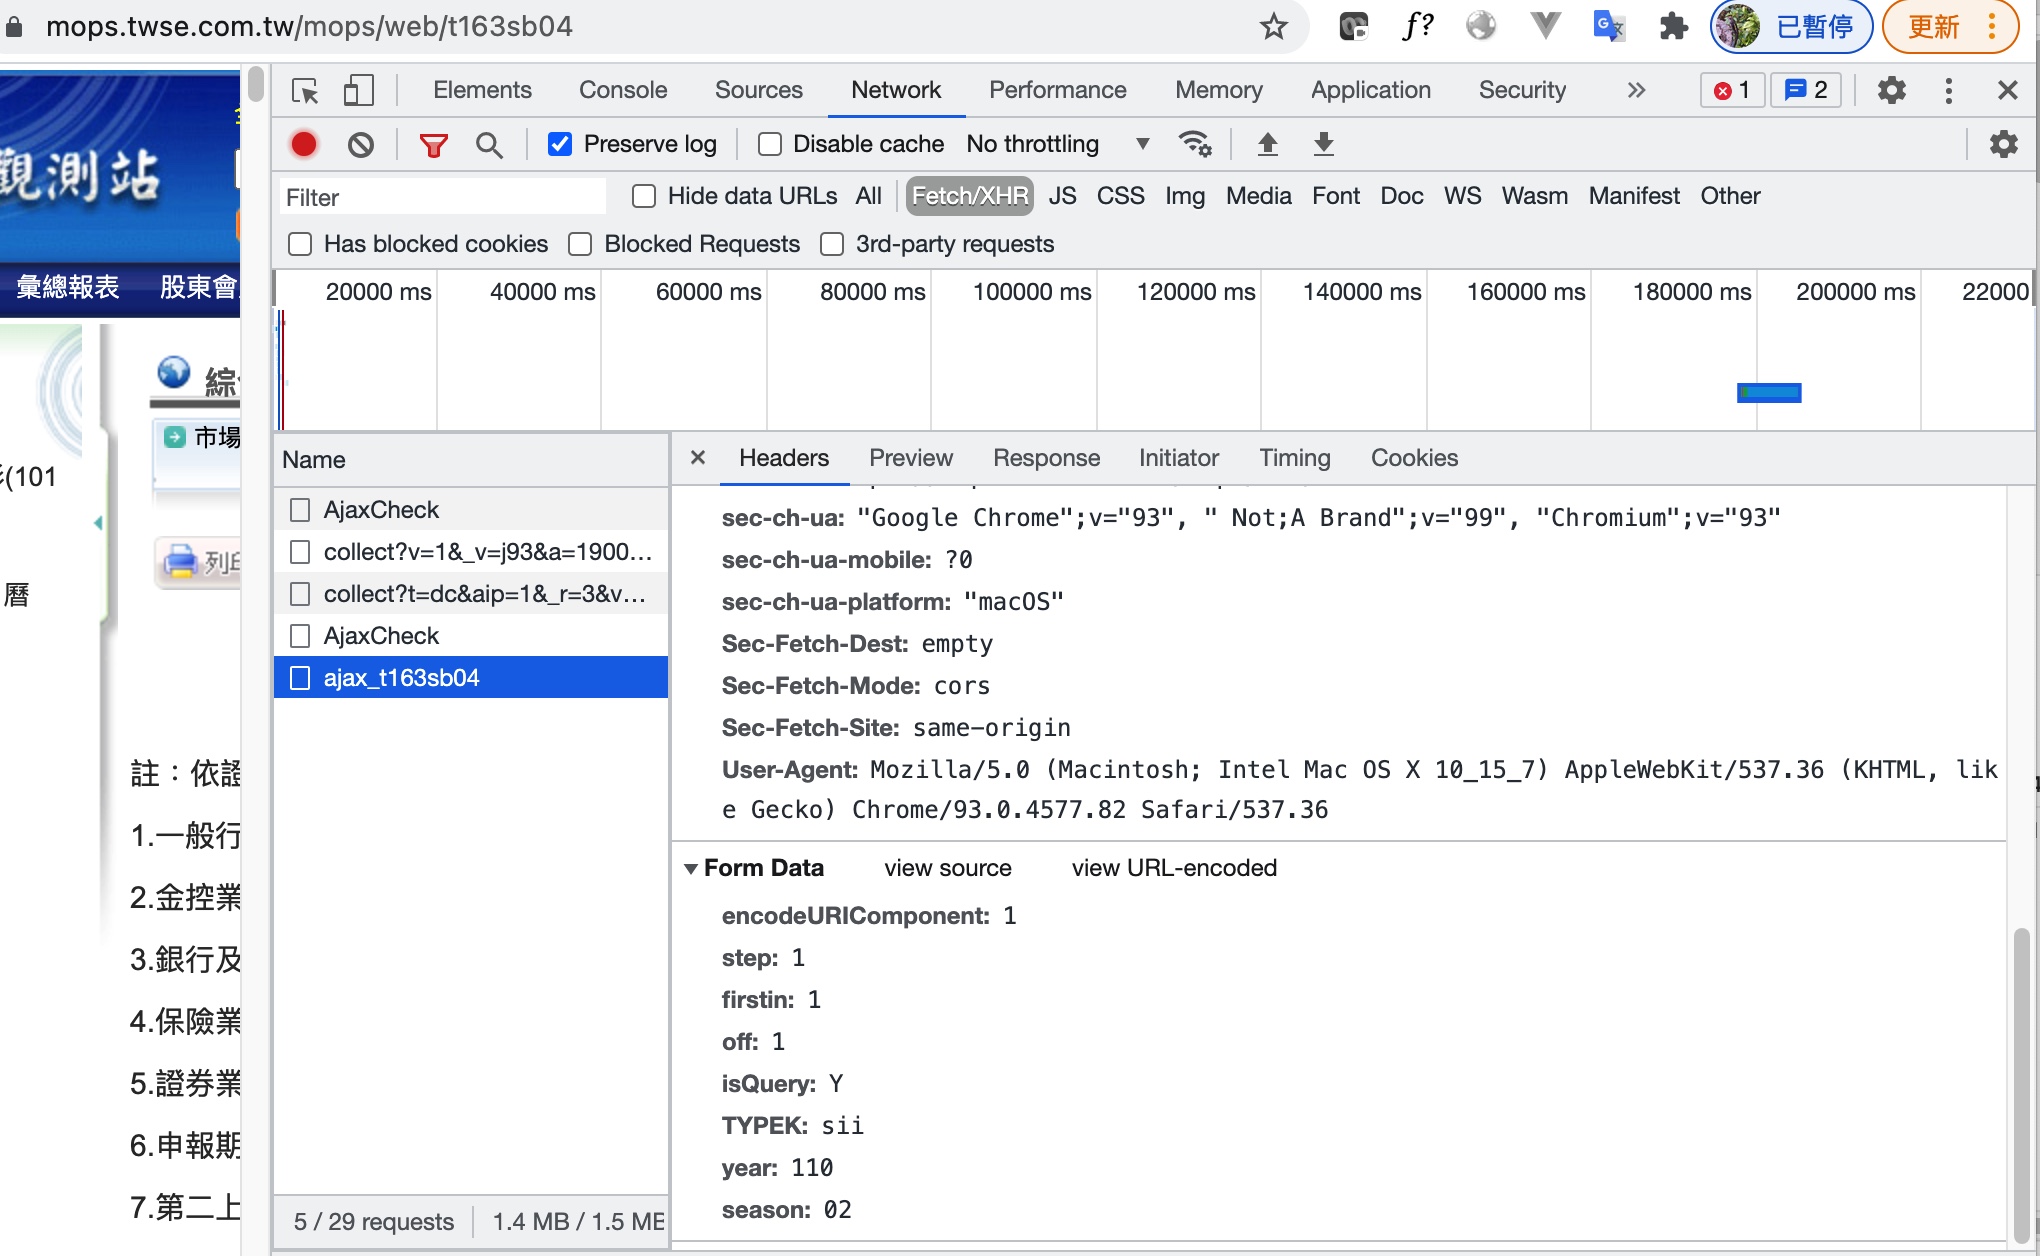 mops.twse.com.tw/mops/web/t163sb04
f?
已暫停
更新
觀測站
彙總報表 股東會
(101
曆
綜
市場
列印
註：依證
1.一般行
2.金控業
3.銀行及
4.保險業
5.證券業
6.申報期
7.第二上
Elements Console Sources Network Performance Memory Application Security » 1 2
Preserve log Disable cache No throttling
Filter Hide data URLs All Fetch/XHR JS CSS Img Media Font Doc WS Wasm Manifest Other
Has blocked cookies Blocked Requests 3rd-party requests
20000 ms 40000 ms 60000 ms 80000 ms 100000 ms 120000 ms 140000 ms 160000 ms 180000 ms 200000 ms 22000
Name
AjaxCheck
collect?v=1&_v=j93&a=1900...
collect?t=dc&aip=1&_r=3&v...
AjaxCheck
ajax_t163sb04
5 / 29 requests 1.4 MB / 1.5 MB
× Headers Preview Response Initiator Timing Cookies
sec-ch-ua: "Google Chrome";v="93", " Not;A Brand";v="99", "Chromium";v="93"
sec-ch-ua-mobile: ?0
sec-ch-ua-platform: "macOS"
Sec-Fetch-Dest: empty
Sec-Fetch-Mode: cors
Sec-Fetch-Site: same-origin
User-Agent: Mozilla/5.0 (Macintosh; Intel Mac OS X 10_15_7) AppleWebKit/537.36 (KHTML, lik
e Gecko) Chrome/93.0.4577.82 Safari/537.36
Form Data view source view URL-encoded
encodeURIComponent: 1
step: 1
firstin: 1
off: 1
isQuery: Y
TYPEK: sii
year: 110
season: 02